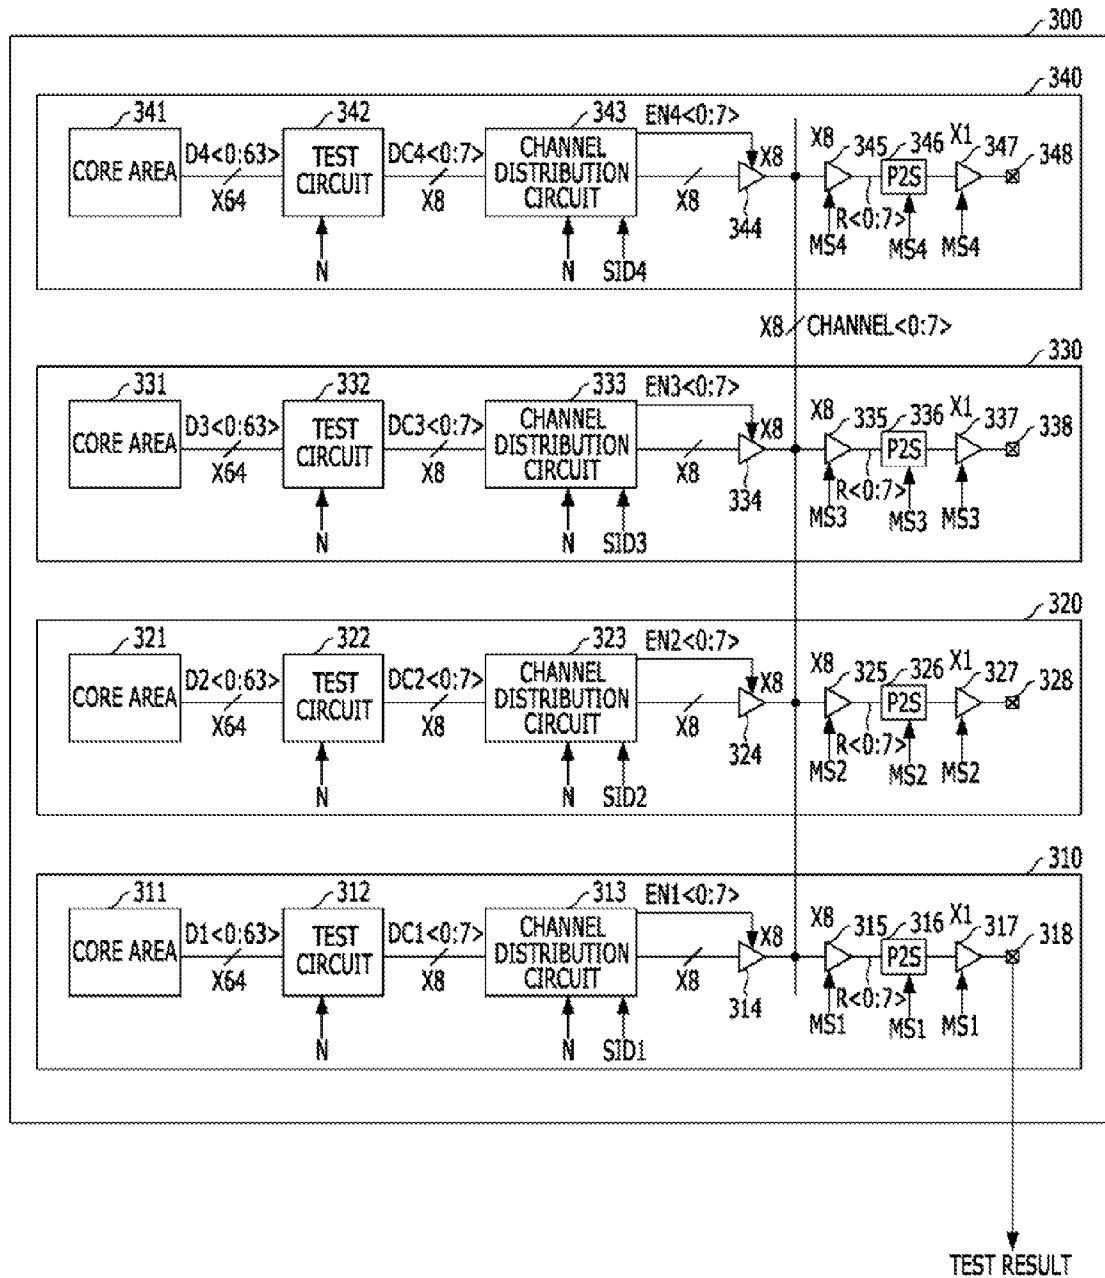 300
340
341
342
343
EN4<0:7>
CORE AREA
D4<0:63>
X64
TEST
CIRCUIT
DC4<0:7>
X8
CHANNEL
DISTRIBUTION
CIRCUIT
X8
X8
344
X8
345
346
X1
347
348
P2S
R<0:7>
MS4
MS4
MS4
N
N
SID4
X8
CHANNEL<0:7>
330
331
332
333
EN3<0:7>
CORE AREA
D3<0:63>
X64
TEST
CIRCUIT
DC3<0:7>
X8
CHANNEL
DISTRIBUTION
CIRCUIT
X8
X8
334
X8
335
336
X1
337
338
P2S
R<0:7>
MS3
MS3
MS3
N
N
SID3
320
321
322
323
EN2<0:7>
CORE AREA
D2<0:63>
X64
TEST
CIRCUIT
DC2<0:7>
X8
CHANNEL
DISTRIBUTION
CIRCUIT
X8
X8
324
X8
325
326
X1
327
328
P2S
R<0:7>
MS2
MS2
MS2
N
N
SID2
310
311
312
313
EN1<0:7>
CORE AREA
D1<0:63>
X64
TEST
CIRCUIT
DC1<0:7>
X8
CHANNEL
DISTRIBUTION
CIRCUIT
X8
X8
314
X8
315
316
X1
317
318
P2S
R<0:7>
MS1
MS1
MS1
N
N
SID1
TEST RESULT